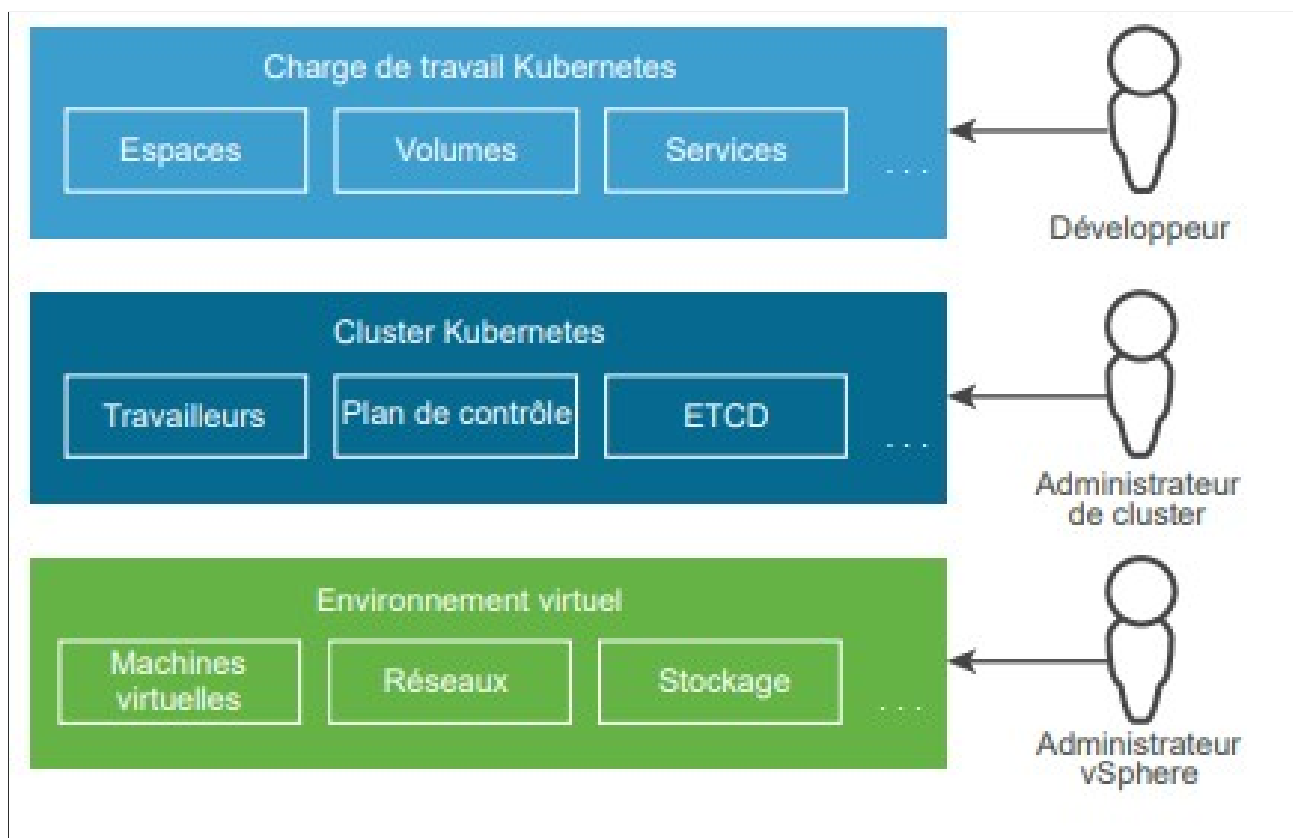 Charge de travail Kubernetes
Espaces
Volumes
Services
. . .
Développeur
Cluster Kubernetes
Travailleurs
Plan de contrôle
ETCD
. . .
Administrateur
de cluster
Environnement virtuel
Machines
virtuelles
Réseaux
Stockage
. . .
Administrateur
vSphere